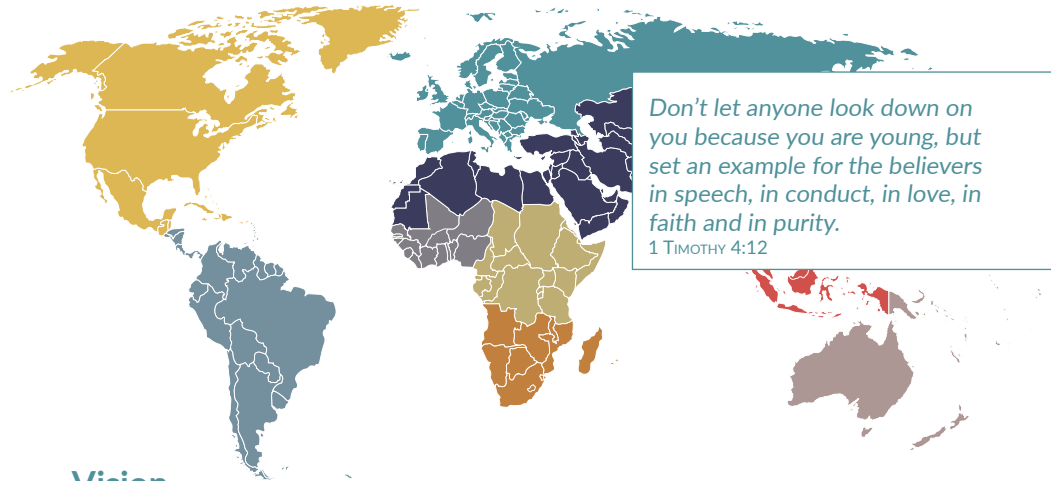 Don’t let anyone look down on
you because you are young, but
set an example for the believers
in speech, in conduct, in love, in
faith and in purity.
1 Timothy 4:12
Vision